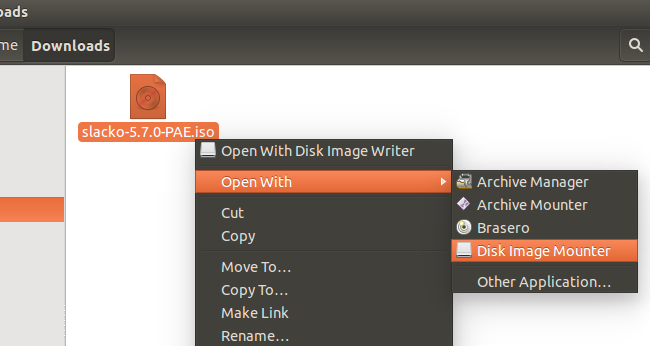 oads
me
Downloads
slacko-5.7.0-PAE.iso
Open With Disk Image Writer
Open With
Cut
Copy
Move To...
Copy To...
Make Link
Rename...
Archive Manager
Archive Mounter
Brasero
Disk Image Mounter
Other Application...